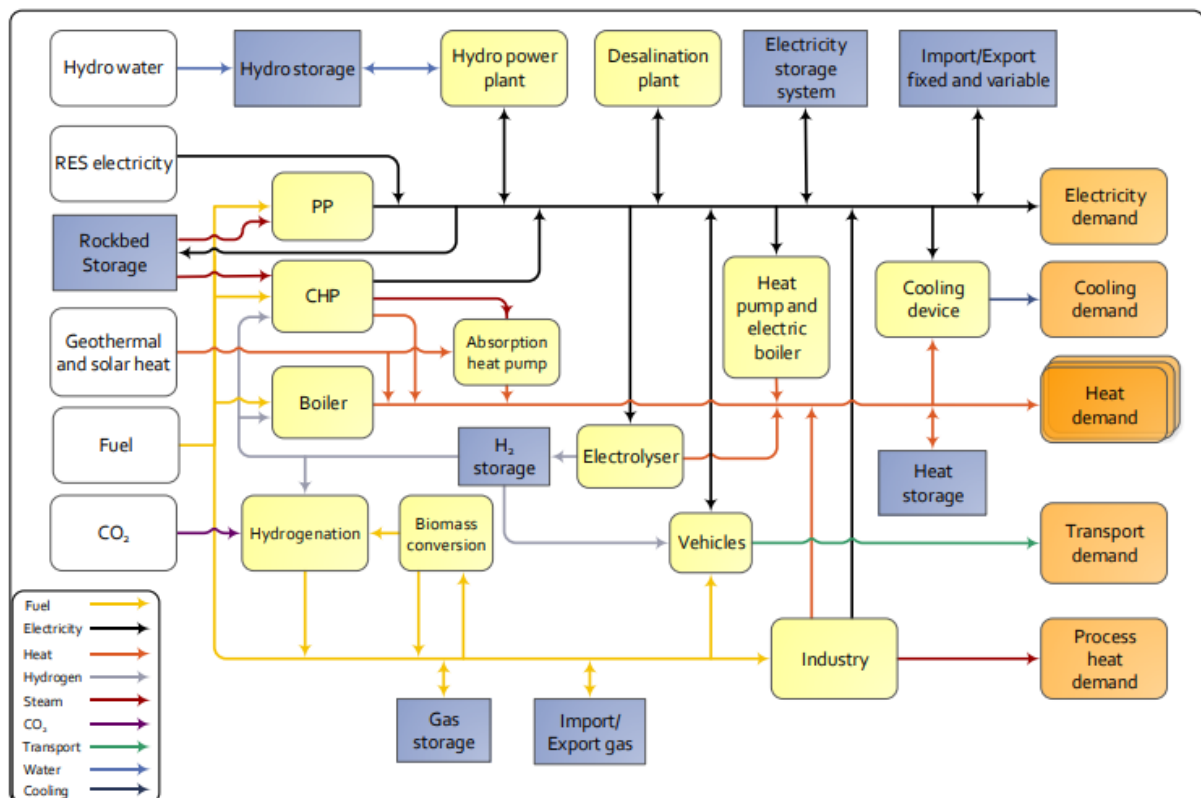 Hydro water
Hydro storage
Hydro power
plant
Desalination
plant
Electricity
storage
system
Import/Export
fixed and variable
RES electricity
PP
Electricity
demand
Rockbed
Storage
CHP
Heat
pump and
electric
boiler
Cooling
device
Cooling
demand
Geothermal
and solar heat
Absorption
heat pump
Boiler
Heat
demand
Fuel
H₂
storage
Electrolyser
Heat
storage
CO₂
Hydrogenation
Biomass
conversion
Vehicles
Transport
demand
Industry
Process
heat
demand
Gas
storage
Import/
Export gas
Fuel
Electricity
Heat
Hydrogen
Steam
CO₂
Transport
Water
Cooling